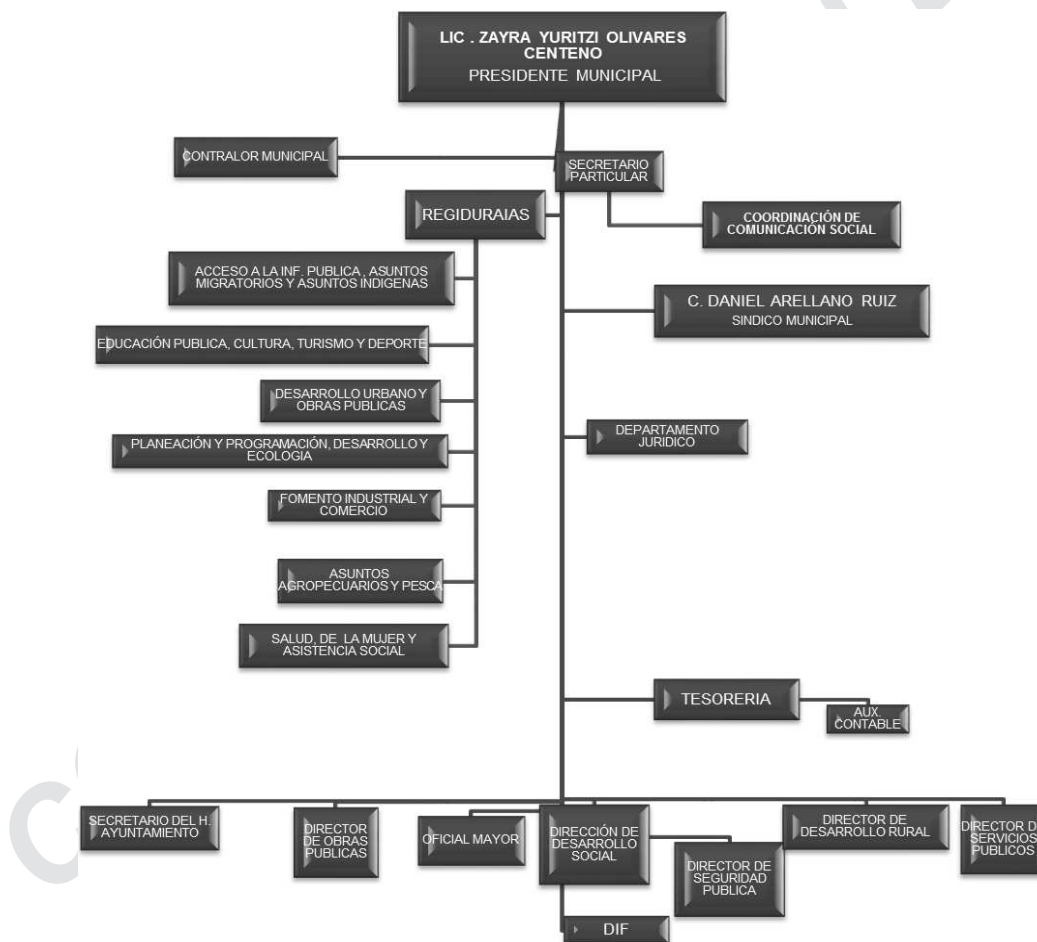 LIC . ZAYRA YURITZI OLIVARES
CENTENO
PRESIDENTE MUNICIPAL
CONTRALOR MUNICIPAL
SECRETARIO
PARTICULAR
REGIDURAIAS
COORDINACIÓN DE
COMUNICACIÓN SOCIAL
ACCESO A LA INF. PUBLICA , ASUNTOS
MIGRATORIOS Y ASUNTOS INDIGENAS
C. DANIEL ARELLANO RUIZ
SINDICO MUNICIPAL
EDUCACIÓN PUBLICA, CULTURA, TURISMO Y DEPORTE
DESARROLLO URBANO Y
OBRAS PUBLICAS
DEPARTAMENTO
JURIDICO
PLANEACIÓN Y PROGRAMACIÓN, DESARROLLO Y
ECOLOGIA
FOMENTO INDUSTRIAL Y
COMERCIO
ASUNTOS
AGROPECUARIOS Y PESCA
SALUD, DE LA MUJER Y
ASISTENCIA SOCIAL
TESORERIA
AUX.
CONTABLE
SECRETARIO DEL H.
AYUNTAMIENTO
DIRECTOR
DE OBRAS
PUBLICAS
OFICIAL MAYOR
DIRECCIÓN DE
DESARROLLO
SOCIAL
DIRECTOR DE
SEGURIDAD
PUBLICA
DIRECTOR DE
DESARROLLO RURAL
DIRECTOR D
SERVICIOS
PUBLICOS
DIF